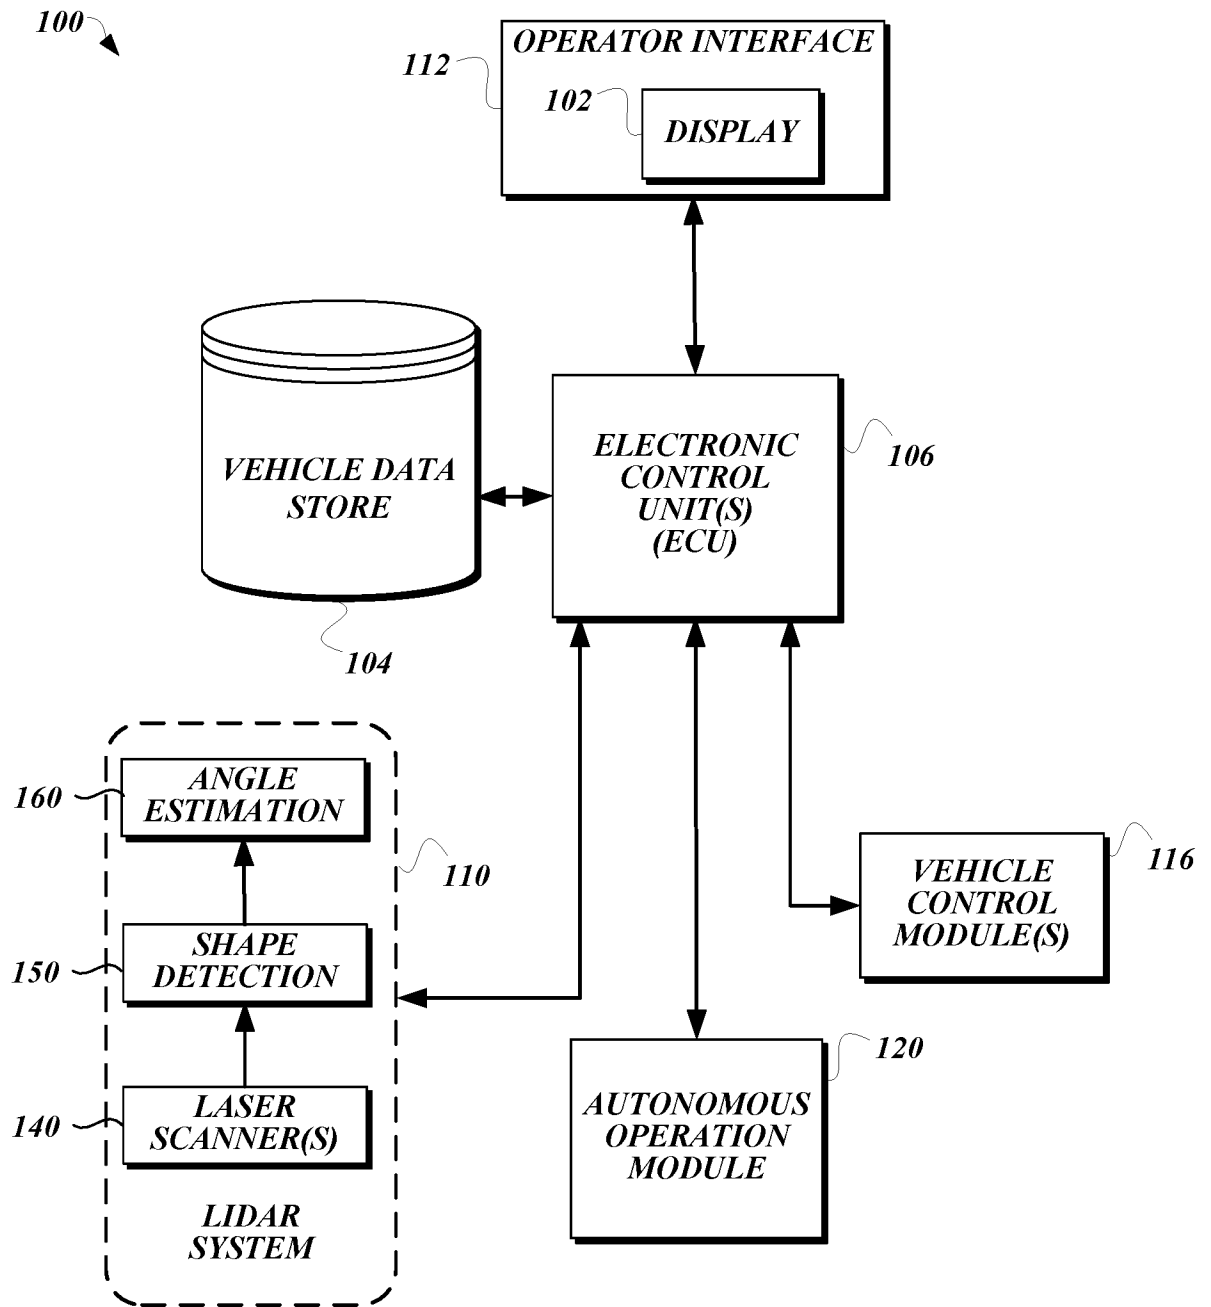 100
OPERATOR INTERFACE
112
102
DISPLAY
VEHICLE DATA
STORE
104
ELECTRONIC
CONTROL
UNIT(S)
(ECU)
106
160
ANGLE
ESTIMATION
110
150
SHAPE
DETECTION
140
LASER
SCANNER(S)
LIDAR
SYSTEM
VEHICLE
CONTROL
MODULE(S)
116
AUTONOMOUS
OPERATION
MODULE
120